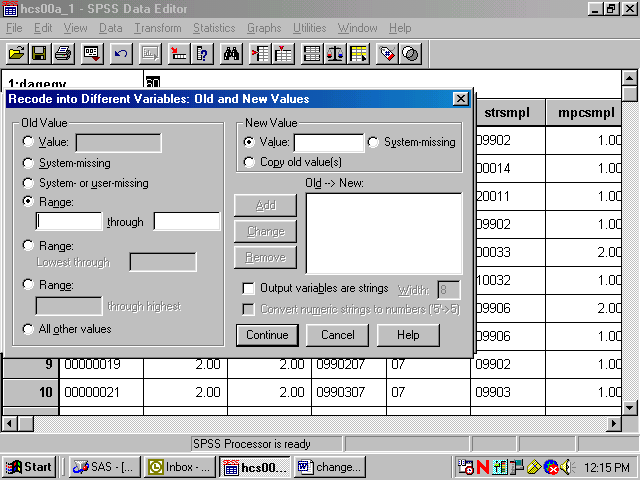 hcs00a_1 - SPSS Data Editor
File Edit View Data Transform Statistics Graphs Utilities Window Help
1:dageqv 60
Recode into Different Variables: Old and New Values
Old Value
Value:
System-missing
System- or user-missing
Range:
through
Range:
Lowest through
Range:
through highest
All other values
New Value
Value: System-missing
Copy old value(s)
Old --> New:
Add
Change
Remove
Output variables are strings Width: 8
Convert numeric strings to numbers ('5'->5)
Continue Cancel Help
strsmpl mpcsmpl
09902 1.00
00014 1.00
20011 1.00
00033 2.00
10032 1.00
09906 2.00
09906 1.00
9 00000019 2.00 2.00 0990207 07 09902 1.00
10 00000021 2.00 2.00 0990307 07 09903 1.00
SPSS Processor is ready
Start SAS - [... Inbox - ... hcs00... change... 12:15 PM